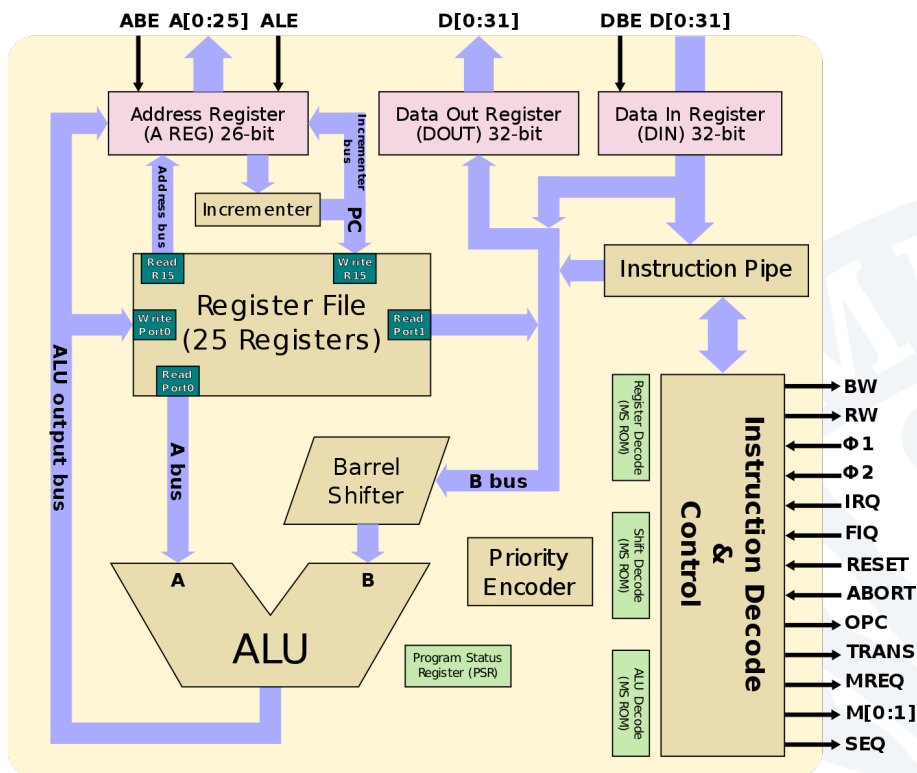 ABE A[0:25] ALE D[0:31] DBE D[0:31]
Address Register
(A REG) 26-bit
Data Out Register
(DOUT) 32-bit
Data In Register
(DIN) 32-bit
Incrementer
bus
Address bus
Incrementer
PC
Read
R15
Write
R15
Instruction Pipe
Register File
(25 Registers)
Write
Port0
Read
Port1
Read
Port0
ALU output bus
A bus
Barrel
Shifter
B bus
Register Decode
(MS ROM)
Shift Decode
(MS ROM)
ALU Decode
(MS ROM)
Instruction Decode
&
Control
Priority
Encoder
A
B
ALU
Program Status
Register (PSR)
BW
RW
Φ1
Φ2
IRQ
FIQ
RESET
ABORT
OPC
TRANS
MREQ
M[0:1]
SEQ